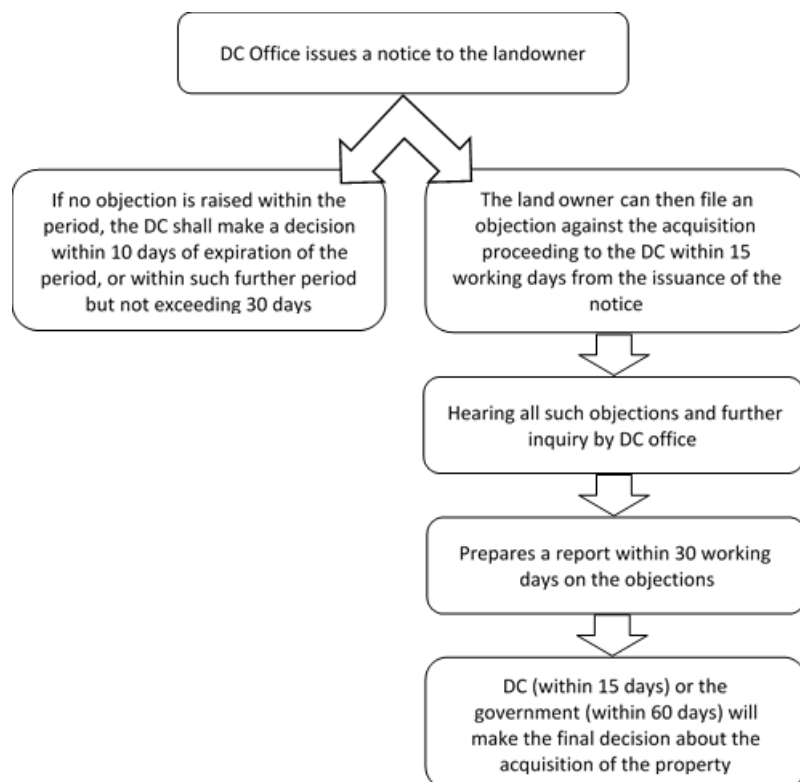 DC Office issues a notice to the landowner
If no objection is raised within the
period, the DC shall make a decision
within 10 days of expiration of the
period, or within such further period
but not exceeding 30 days
The land owner can then file an
objection against the acquisition
proceeding to the DC within 15
working days from the issuance of the
notice
Hearing all such objections and further
inquiry by DC office
Prepares a report within 30 working
days on the objections
DC (within 15 days) or the
government (within 60 days) will
make the final decision about the
acquisition of the property